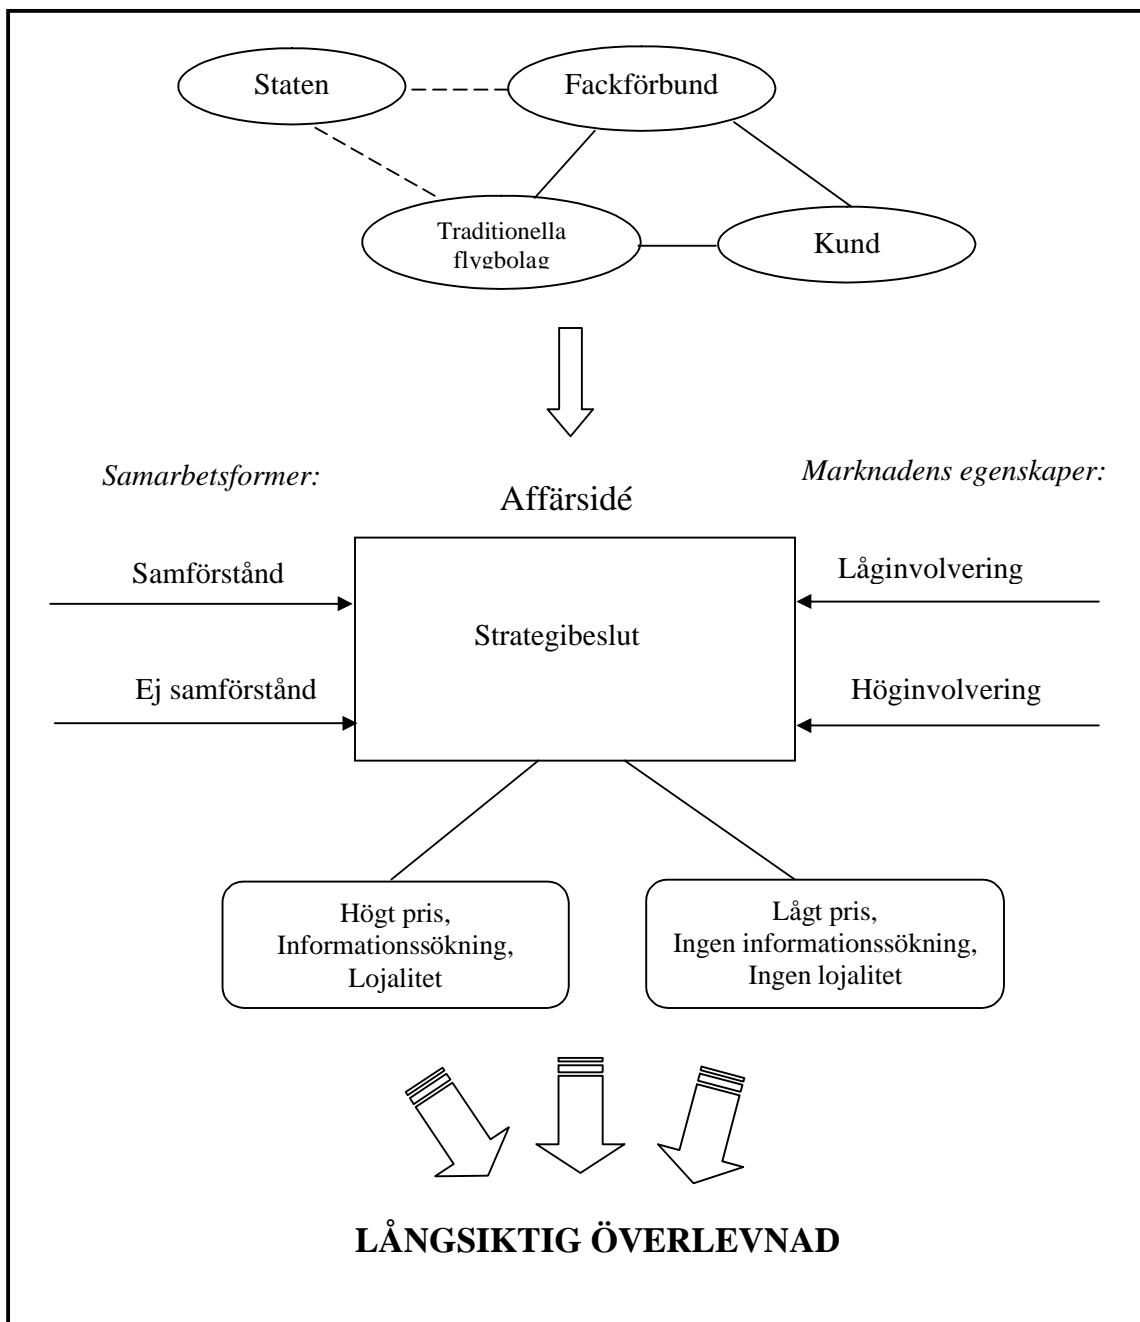 Staten
Fackförbund
Traditionella
flygbolag
Kund
Samarbetsformer:
Marknadens egenskaper:
Affärsidé
Samförstånd
Låginvolvering
Strategibeslut
Ej samförstånd
Höginvolvering
Högt pris,
Informationssökning,
Lojalitet
Lågt pris,
Ingen informationssökning,
Ingen lojalitet
LÅNGSIKTIG ÖVERLEVNAD